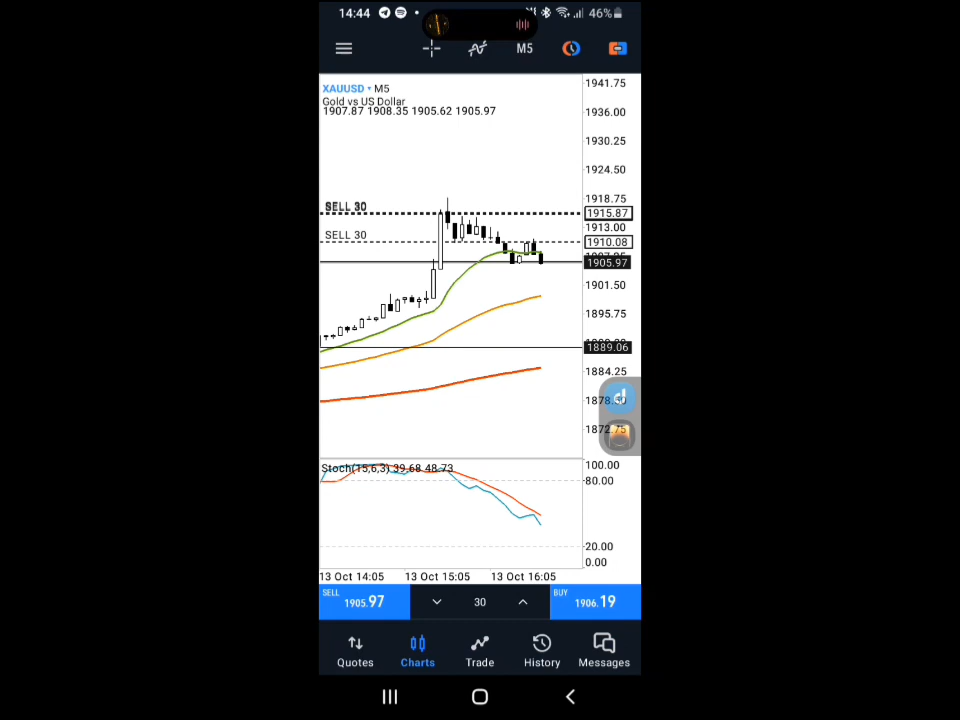 14:44 46%
M5
XAUUSD M5
Gold vs US Dollar
1907.87 1908.35 1905.62 1905.97
1941.75
1936.00
1930.25
1924.50
1918.75
SELL 30
1915.87
1913.00
SELL 30
1910.08
1905.97
1901.50
1895.75
1889.06
1884.25
1878.50
1872.75
Stoch(15,6,3) 39.68 48.73
100.00
80.00
20.00
0.00
13 Oct 14:05 13 Oct 15:05 13 Oct 16:05
SELL
1905.97
30
BUY
1906.19
Quotes Charts Trade History Messages